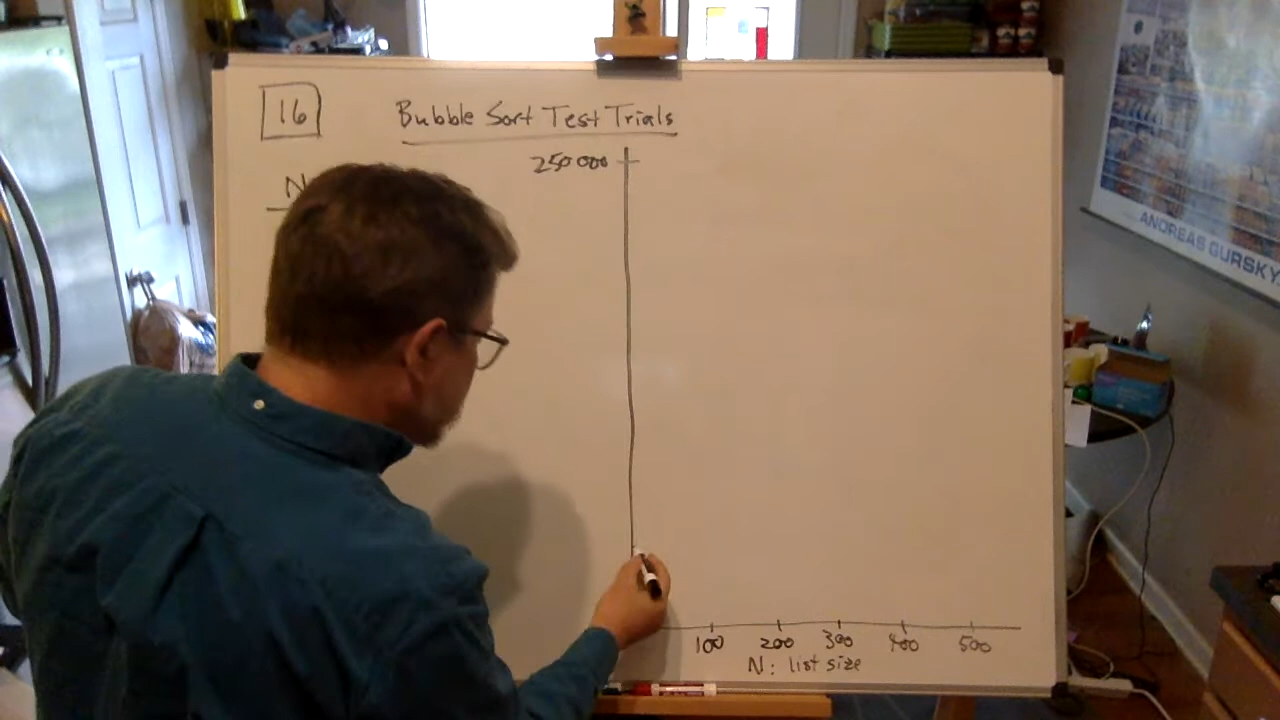 16
Bubble Sort Test Trials
250 000
N
100 200 300 400 500
N: list size
ANDREAS GURSKY